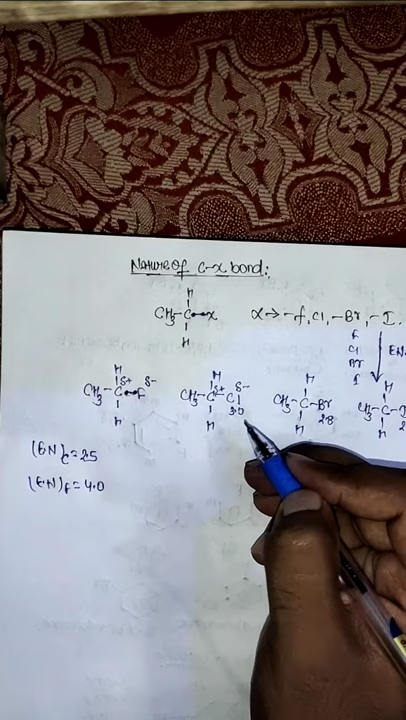 Nature of C-X bond:
H
CH3-C-X X→-F, Cl, -Br, -I.
H
F
Cl
Br
I
EN
H H H H
δ+ δ- δ+ δ-
CH3-C-F CH3-C-Cl CH3-C-Br CH3-C-I
3.0 2.8
H H H H
(EN)C = 2.5
(EN)F = 4.0